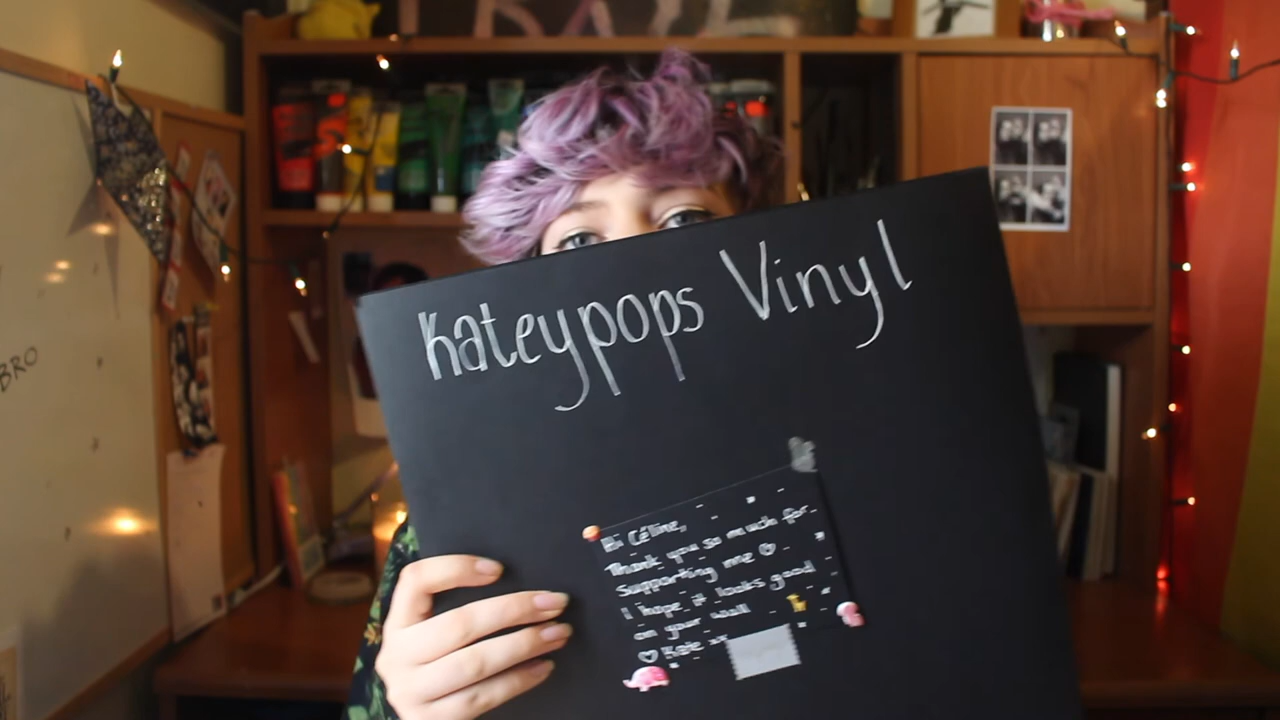 BRO
Kateypops Vinyl
Hi Céline,
Thank you so much for
Supporting me
I hope it looks good
on your wall
♡ Kate xx